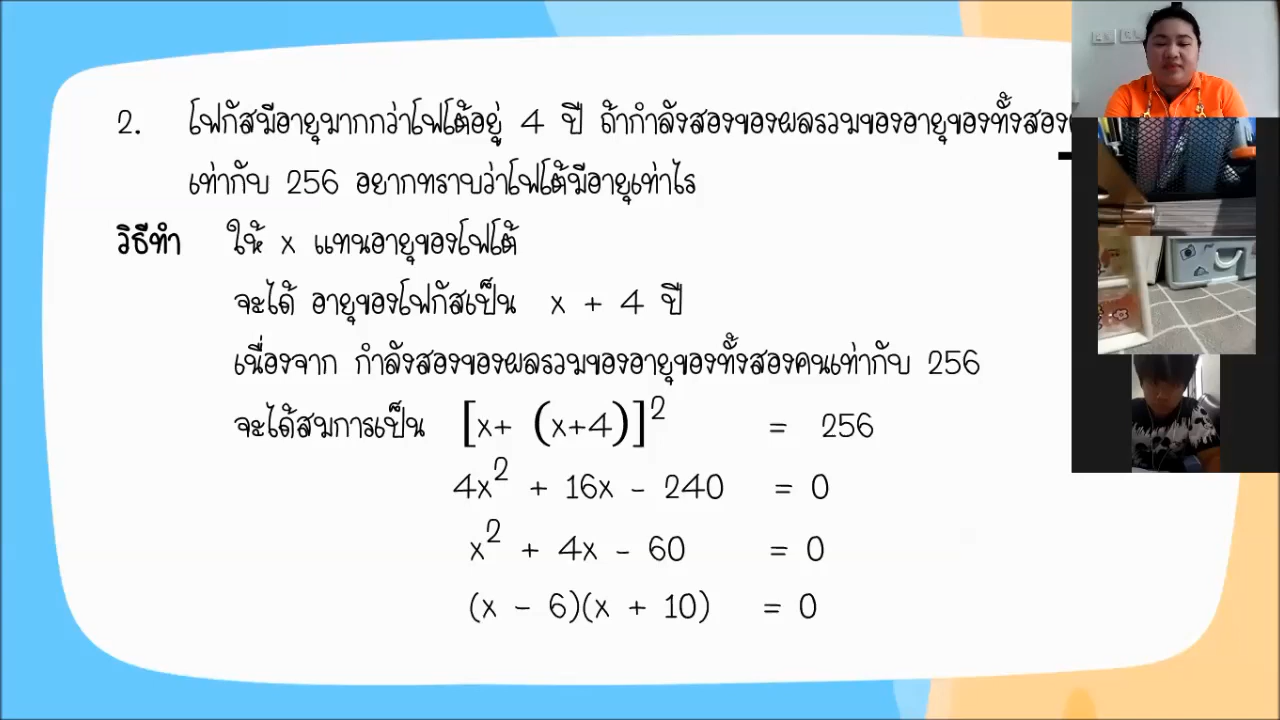 2. โฟกัสมีอายุมากกว่าโฟโต้อยู่ 4 ปี ถ้ากำลังสองของผลรวมของอายุของทั้งสอง
เท่ากับ 256 อยากทราบว่าโฟโต้มีอายุเท่าไร
วิธีทำ ให้ x แทนอายุของโฟโต้
จะได้ อายุของโฟกัสเป็น x + 4 ปี
เนื่องจาก กำลังสองของผลรวมของอายุของทั้งสองคนเท่ากับ 256
จะได้สมการเป็น [x+ (x+4)]² = 256
4x² + 16x - 240 = 0
x² + 4x - 60 = 0
(x - 6)(x + 10) = 0